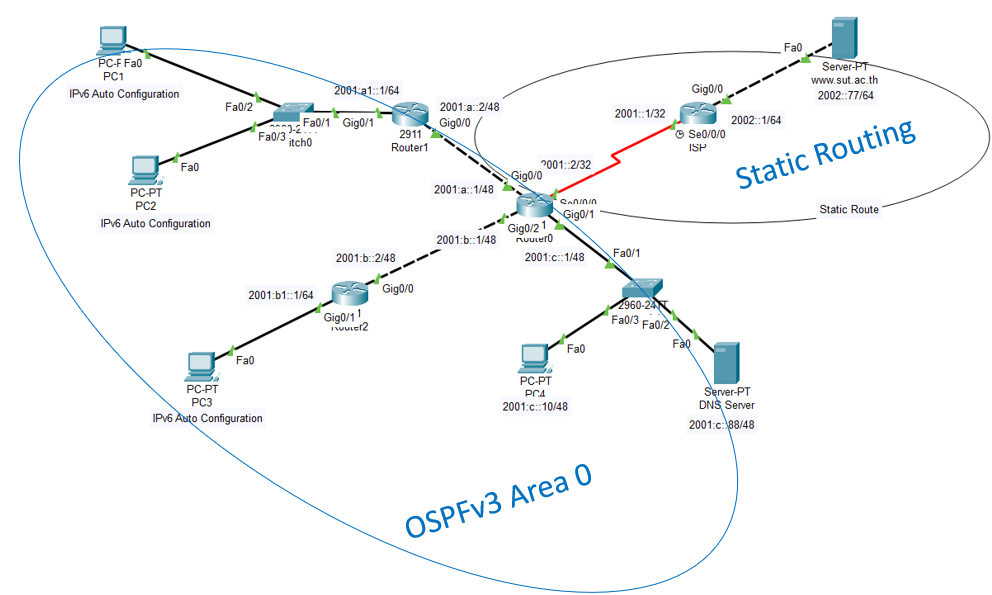 Fa0
PC1
IPv6 Auto Configuration
Fa0/2
Fa0/3
Fa0/1
itch0
Fa0
PC-PT
PC2
IPv6 Auto Configuration
2001:a1::1/64
Gig0/1
2911
Router1
2001:a::2/48
Gig0/0
2001:a::1/48
Gig0/0
2001::2/32
Se0/0/0
Gig0/1
Gig0/2
Router0
2001:b::1/48
2001:c::1/48
2001:b::2/48
Gig0/0
2001:b1::1/64
Gig0/1
Router2
Fa0
PC-PT
PC3
IPv6 Auto Configuration
Fa0/1
Fa0/3
Fa0/2
Fa0
PC-PT
PC4
2001:c::10/48
Fa0
Server-PT
DNS Server
2001:c::88/48
2001::1/32
Gig0/0
Se0/0/0
ISP
2002::1/64
Fa0
Server-PT
www.sut.ac.th
2002::77/64
Static Routing
Static Route
OSPFv3 Area 0